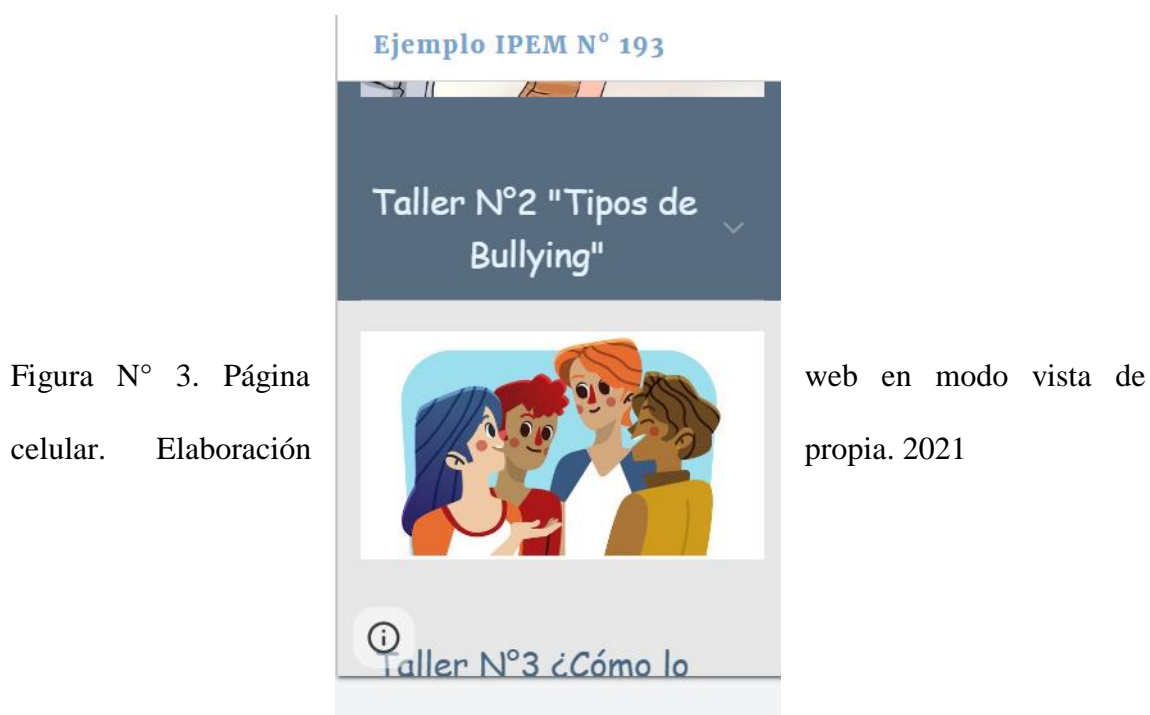 Ejemplo IPEM N° 193
Taller N°2 "Tipos de
Bullying"
Figura N° 3. Página web en modo vista de
celular. Elaboración propia. 2021
Taller N°3 ¿Cómo lo